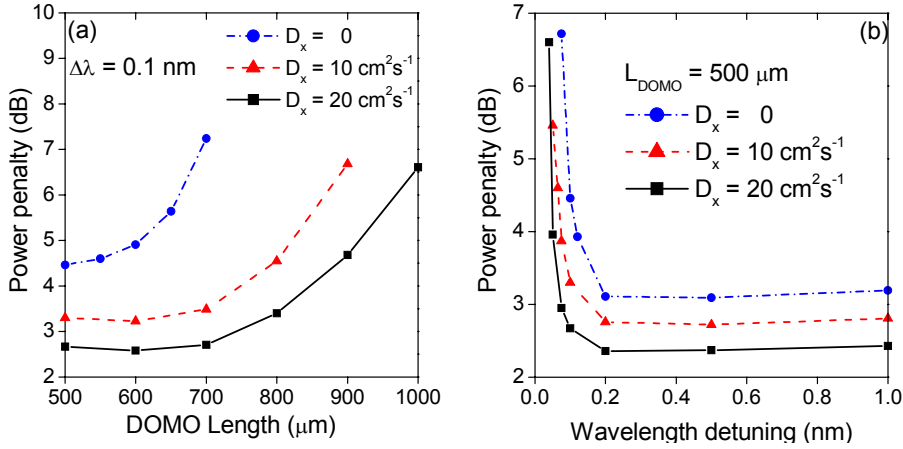 (a)
Δλ = 0.1 nm
D_x = 0
D_x = 10 cm²s⁻¹
D_x = 20 cm²s⁻¹
Power penalty (dB)
10
9
8
7
6
5
4
3
2
500 600 700 800 900 1000
DOMO Length (μm)
(b)
L_DOMO = 500 μm
D_x = 0
D_x = 10 cm²s⁻¹
D_x = 20 cm²s⁻¹
Power penalty (dB)
7
6
5
4
3
2
0.0 0.2 0.4 0.6 0.8 1.0
Wavelength detuning (nm)